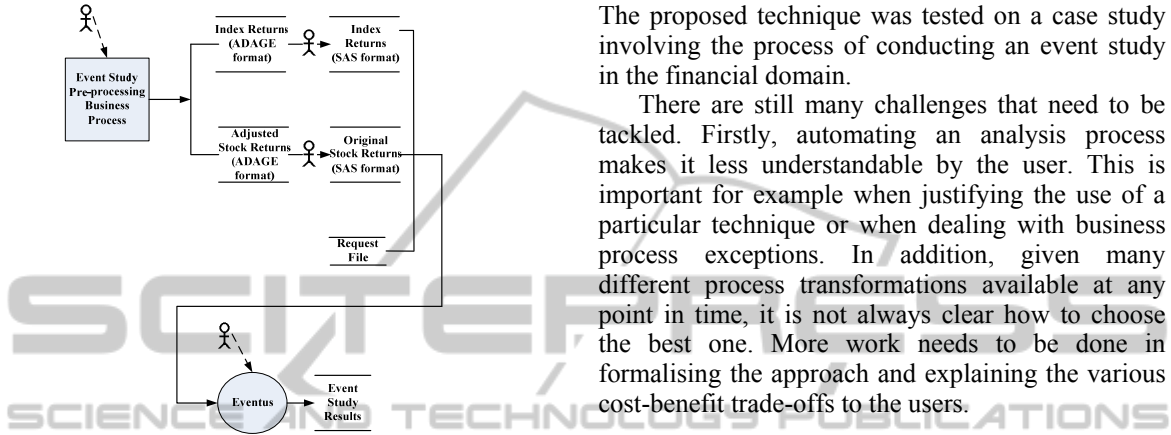 Index Returns
(ADAGE
format)
Index
Returns
(SAS format)
Event Study
Pre-processing
Business
Process
Adjusted
Stock Returns
(ADAGE
format)
Original
Stock Returns
(SAS format)
Request
File
Eventus
Event
Study
Results
The proposed technique was tested on a case study
involving the process of conducting an event study
in the financial domain.
There are still many challenges that need to be
tackled. Firstly, automating an analysis process
makes it less understandable by the user. This is
important for example when justifying the use of a
particular technique or when dealing with business
process exceptions. In addition, given many
different process transformations available at any
point in time, it is not always clear how to choose
the best one. More work needs to be done in
formalising the approach and explaining the various
cost-benefit trade-offs to the users.
SCITEPRESS
SCIENCE AND TECHNOLOGY PUBLICATIONS